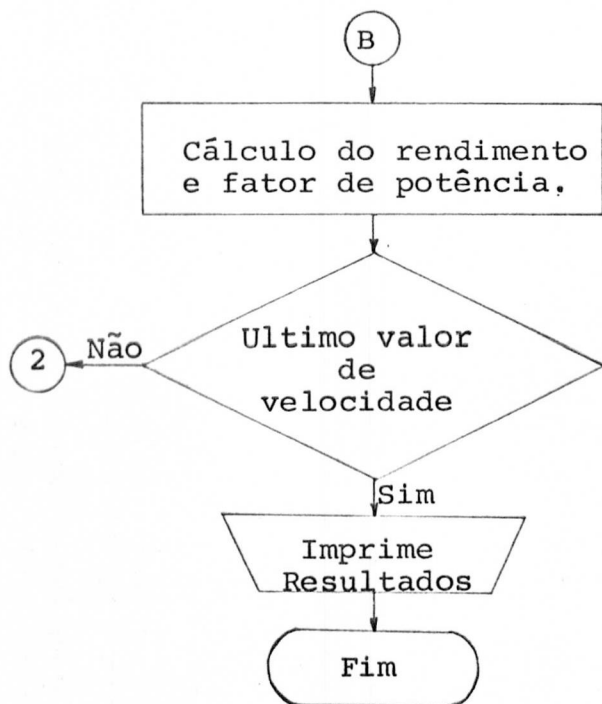 B
Cálculo do rendimento
e fator de potência.
Ultimo valor
de
velocidade
Não
2
Sim
Imprime
Resultados
Fim